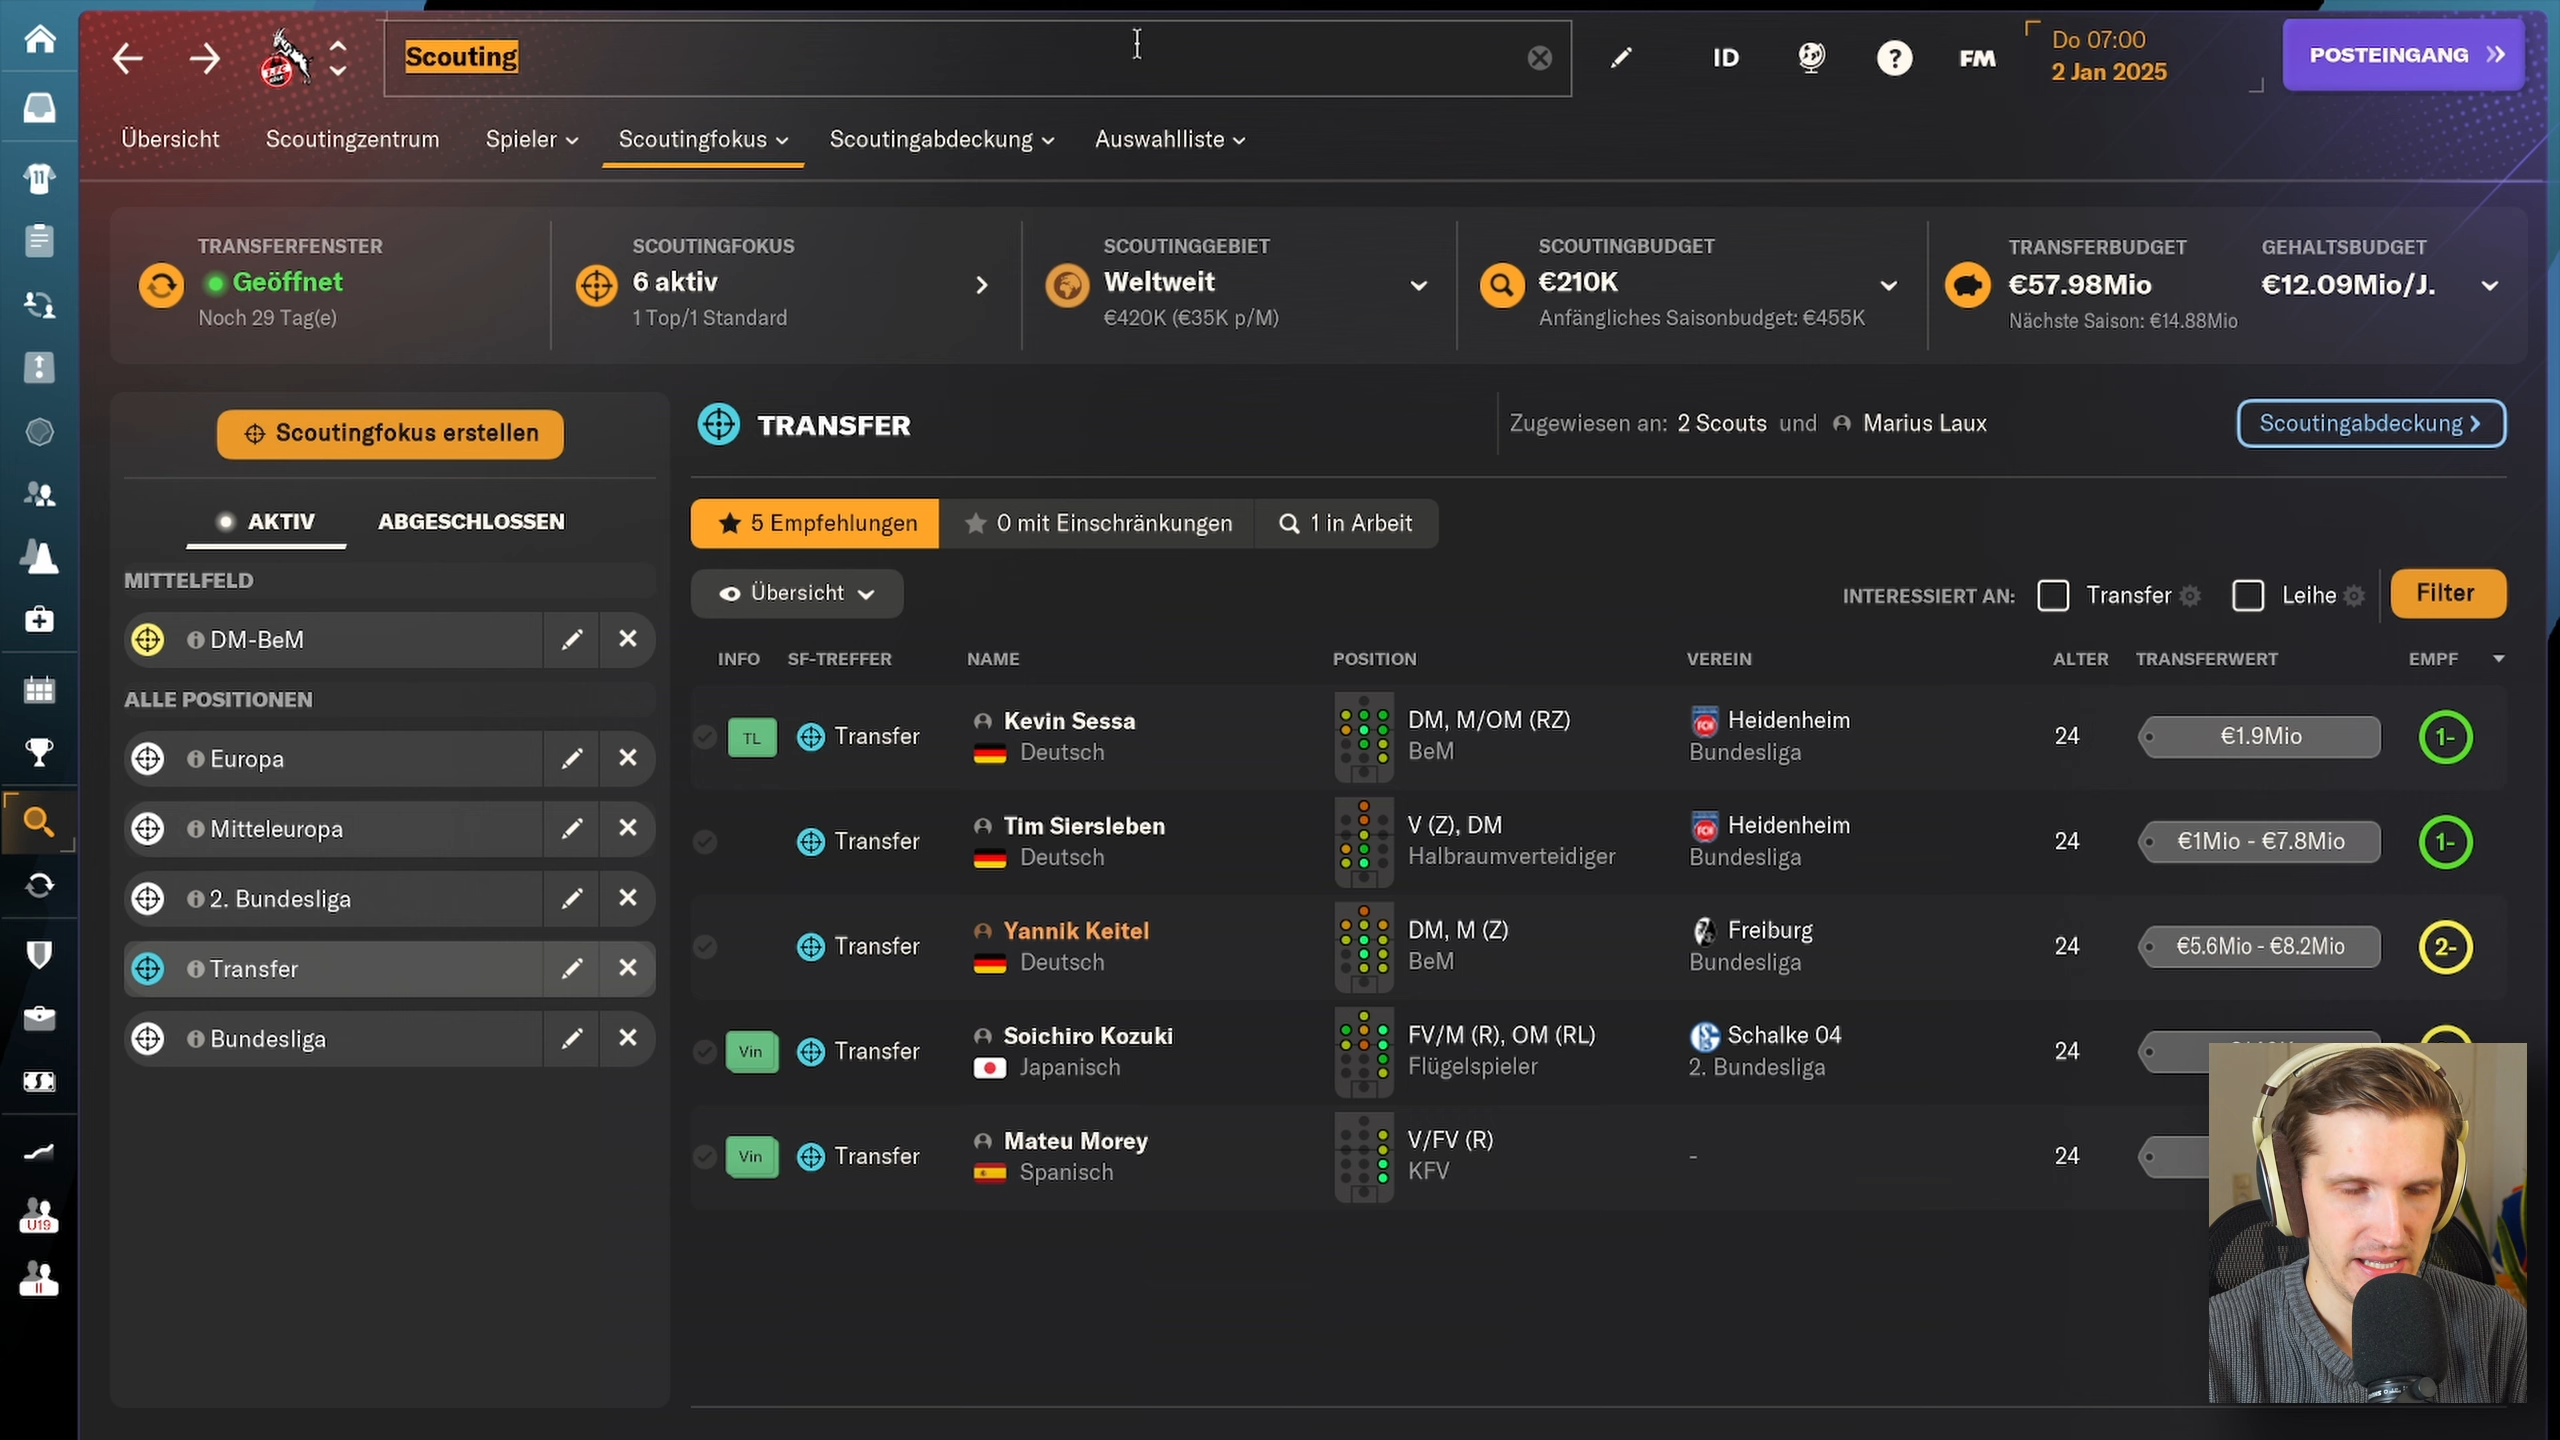 Scouting
ID
?
FM
Do 07:00
2 Jan 2025
POSTEINGANG
Übersicht
Scoutingzentrum
Spieler
Scoutingfokus
Scoutingabdeckung
Auswahlliste
TRANSFERFENSTER
Geöffnet
Noch 29 Tag(e)
SCOUTINGFOKUS
6 aktiv
1 Top/1 Standard
SCOUTINGGEBIET
Weltweit
€420K (€35K p/M)
SCOUTINGBUDGET
€210K
Anfängliches Saisonbudget: €455K
TRANSFERBUDGET
€57.98Mio
Nächste Saison: €14.88Mio
GEHALTSBUDGET
€12.09Mio/J.
Scoutingfokus erstellen
AKTIV
ABGESCHLOSSEN
MITTELFELD
DM-BeM
ALLE POSITIONEN
Europa
Mitteleuropa
2. Bundesliga
Transfer
Bundesliga
TRANSFER
Zugewiesen an: 2 Scouts und Marius Laux
Scoutingabdeckung
5 Empfehlungen
0 mit Einschränkungen
1 in Arbeit
Übersicht
INTERESSIERT AN:
Transfer
Leihe
Filter
INFO SF-TREFFER NAME POSITION VEREIN ALTER TRANSFERWERT EMPF
TL Transfer Kevin Sessa DM, M/OM (RZ) Heidenheim 24 €1.9Mio 1-
Deutsch BeM Bundesliga
Transfer Tim Siersleben V (Z), DM Heidenheim 24 €1Mio - €7.8Mio 1-
Deutsch Halbraumverteidiger Bundesliga
Transfer Yannik Keitel DM, M (Z) Freiburg 24 €5.6Mio - €8.2Mio 2-
Deutsch BeM Bundesliga
Vin Transfer Soichiro Kozuki FV/M (R), OM (RL) Schalke 04 24
Japanisch Flügelspieler 2. Bundesliga
Vin Transfer Mateu Morey V/FV (R) - 24
Spanisch KFV
11
U19
II